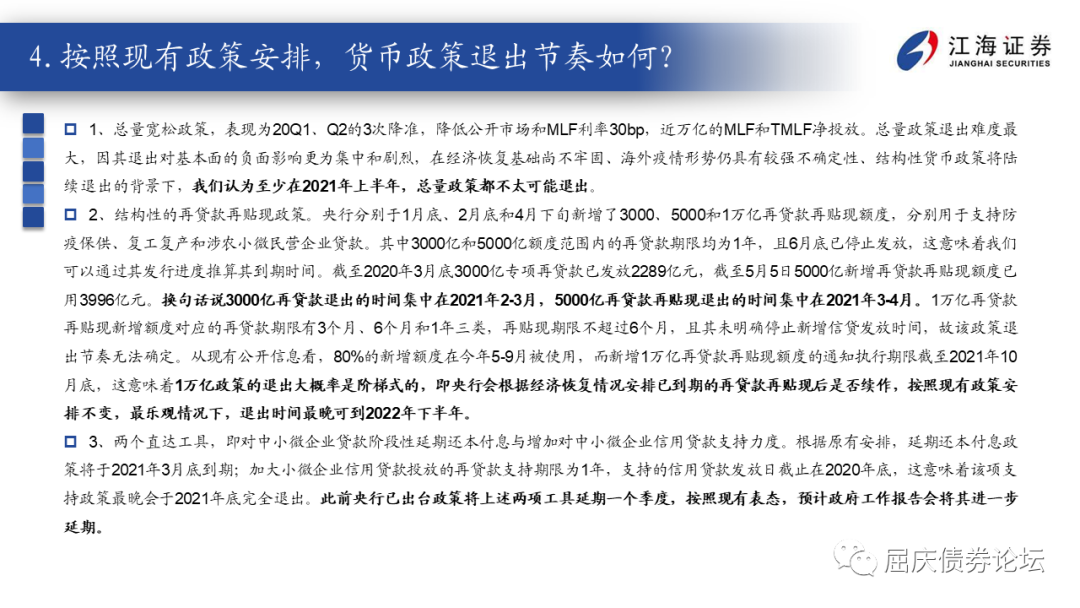 4. 按照现有政策安排，货币政策退出节奏如何？
江海证券
JIANGHAI SECURITIES
1、总量宽松政策，表现为20Q1、Q2的3次降准，降低公开市场和MLF利率30bp，近万亿的MLF和TMLF净投放。总量政策退出难度最
大，因其退出对基本面的负面影响更为集中和剧烈，在经济恢复基础尚不牢固、海外疫情形势仍具有较强不确定性、结构性货币政策将陆
续退出的背景下，我们认为至少在2021年上半年，总量政策都不太可能退出。
2、结构性的再贷款再贴现政策。央行分别于1月底、2月底和4月下旬新增了3000、5000和1万亿再贷款再贴现额度，分别用于支持防
疫保供、复工复产和涉农小微民营企业贷款。其中3000亿和5000亿额度范围内的再贷款期限均为1年，且6月底已停止发放，这意味着我们
可以通过其发行进度推算其到期时间。截至2020年3月底3000亿专项再贷款已发放2289亿元，截至5月5日5000亿新增再贷款再贴现额度已
用3996亿元。换句话说3000亿再贷款退出的时间集中在2021年2-3月，5000亿再贷款再贴现退出的时间集中在2021年3-4月。1万亿再贷款
再贴现新增额度对应的再贷款期限有3个月、6个月和1年三类，再贴现期限不超过6个月，且其未明确停止新增信贷发放时间，故该政策退
出节奏无法确定。从现有公开信息看，80%的新增额度在今年5-9月被使用，而新增1万亿再贷款再贴现额度的通知执行期限截至2021年10
月底，这意味着1万亿政策的退出大概率是阶梯式的，即央行会根据经济恢复情况安排已到期的再贷款再贴现后是否续作，按照现有政策安
排不变，最乐观情况下，退出时间最晚可到2022年下半年。
3、两个直达工具，即对中小微企业贷款阶段性延期还本付息与增加对中小微企业信用贷款支持力度。根据原有安排，延期还本付息政
策将于2021年3月底到期；加大小微企业信用贷款投放的再贷款支持期限为1年，支持的信用贷款发放日截止在2020年底，这意味着该项支
持政策最晚会于2021年底完全退出。此前央行已出台政策将上述两项工具延期一个季度，按照现有表态，预计政府工作报告会将其进一步
延期。
屈庆债券论坛